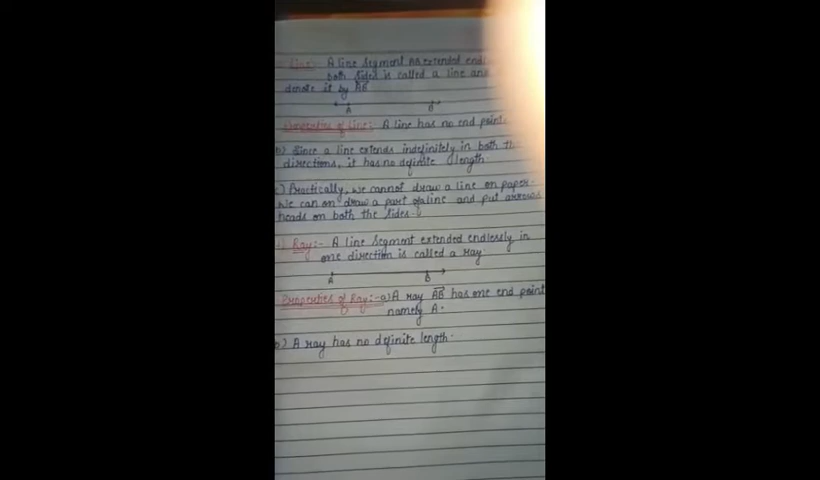 Line:- A line segment extended end
both sides is called a line and
denote it by AB
A B
Properties of Line:- A line has no end point
b) Since a line extends indefinitely in both th
directions, it has no definite length.
c) Practically, we cannot draw a line on paper.
We can on draw a part of a line and put arrows
heads on both the sides.
Ray:- A line segment extended endlessly in
one direction is called a ray.
A B
Properties of Ray:- a) A ray AB has one end point
namely A.
b) A ray has no definite length.